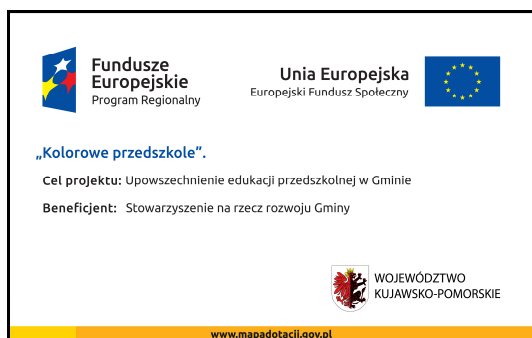 Fundusze
Europejskie
Program Regionalny
Unia Europejska
Europejski Fundusz Społeczny
„Kolorowe przedszkole”.
Cel projektu: Upowszechnienie edukacji przedszkolnej w Gminie
Beneficjent: Stowarzyszenie na rzecz rozwoju Gminy
WOJEWÓDZTWO
KUJAWSKO-POMORSKIE
www.mapadotacji.gov.pl